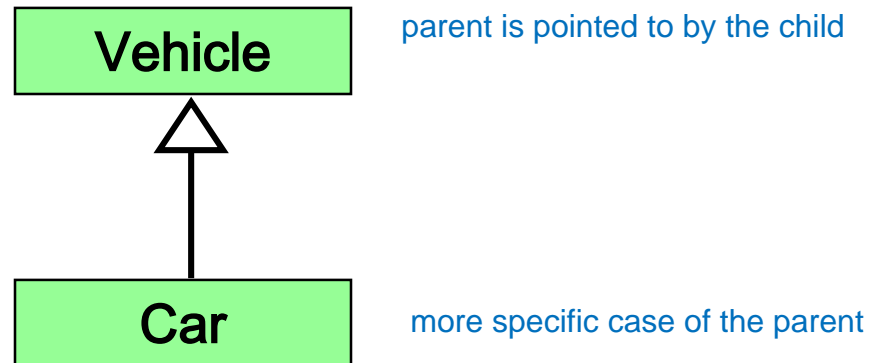 Vehicle
parent is pointed to by the child
Car
more specific case of the parent